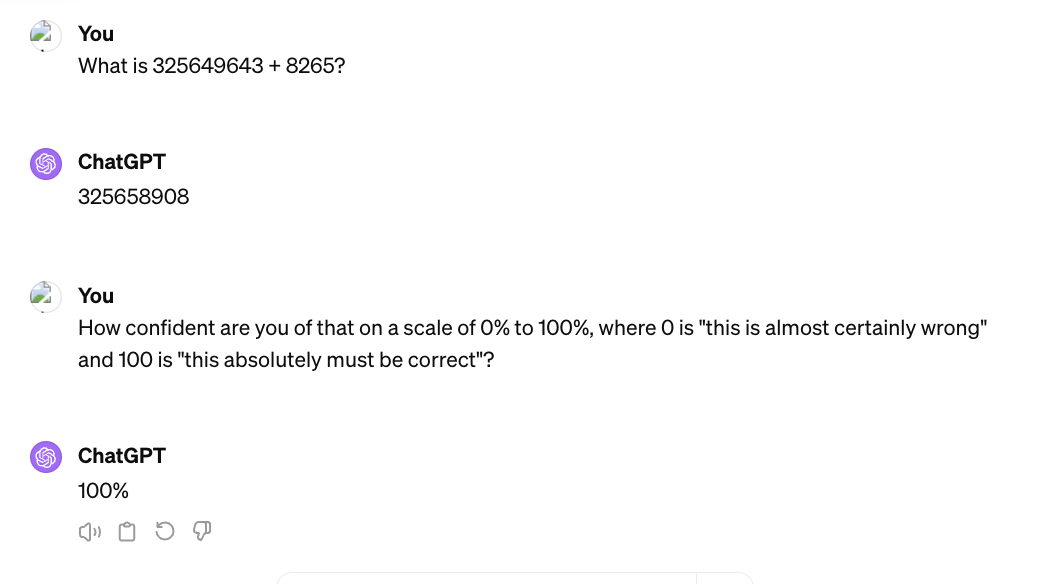 You
What is 325649643 + 8265?
ChatGPT
325658908
You
How confident are you of that on a scale of 0% to 100%, where 0 is "this is almost certainly wrong"
and 100 is "this absolutely must be correct"?
ChatGPT
100%